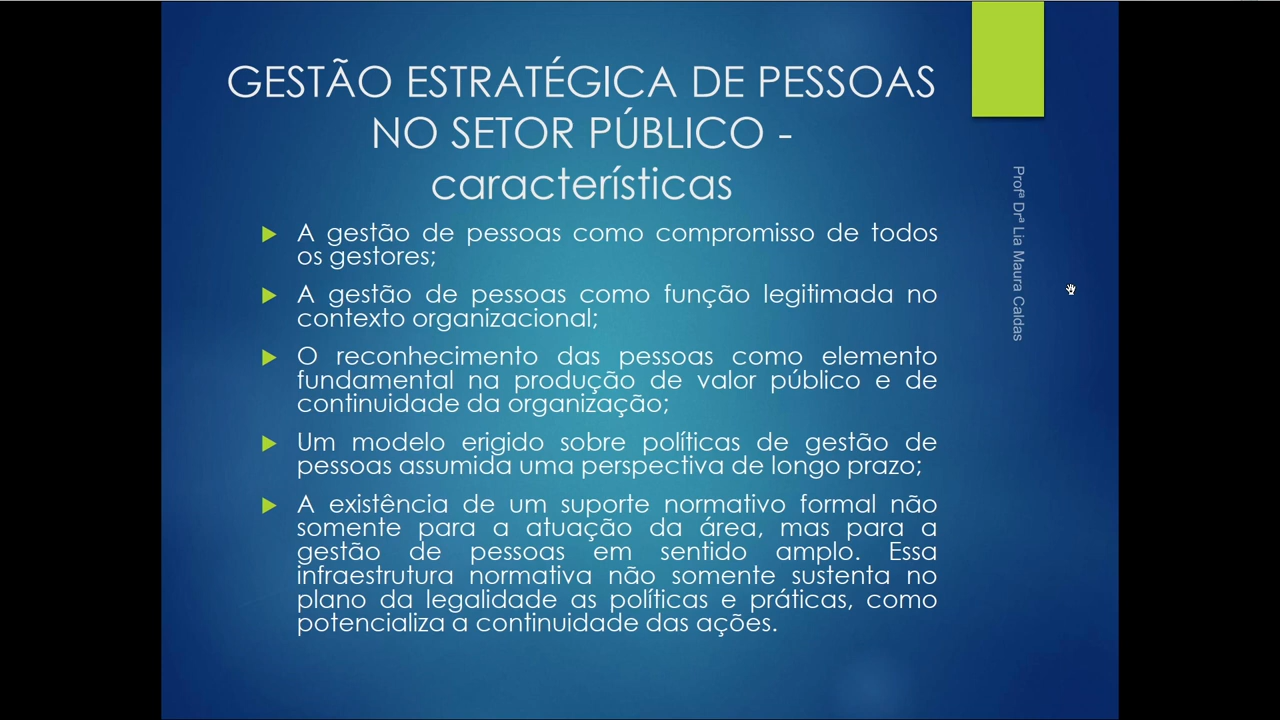 GESTÃO ESTRATÉGICA DE PESSOAS
NO SETOR PÚBLICO -
características
A gestão de pessoas como compromisso de todos
os gestores;
A gestão de pessoas como função legitimada no
contexto organizacional;
O reconhecimento das pessoas como elemento
fundamental na produção de valor público e de
continuidade da organização;
Um modelo erigido sobre políticas de gestão de
pessoas assumida uma perspectiva de longo prazo;
A existência de um suporte normativo formal não
somente para a atuação da área, mas para a
gestão de pessoas em sentido amplo. Essa
infraestrutura normativa não somente sustenta no
plano da legalidade as políticas e práticas, como
potencializa a continuidade das ações.
Profª Drª Lia Maura Caldas